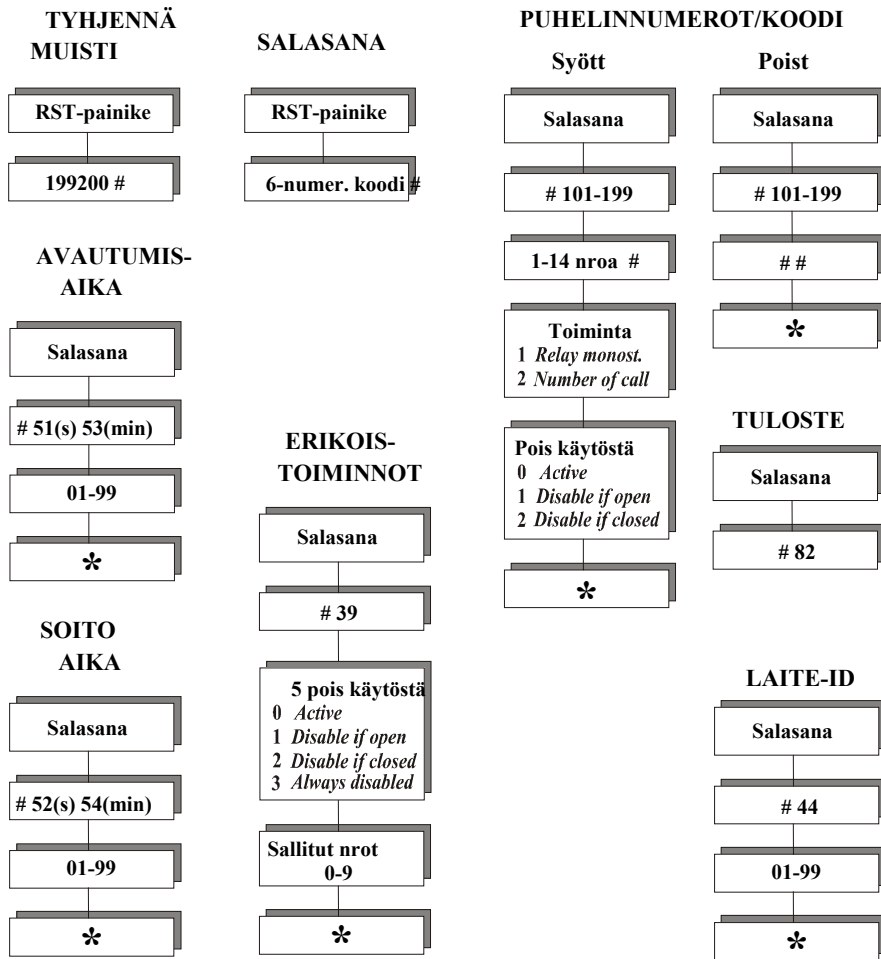 TYHJENNÄ
MUISTI
RST-painike
199200 #
SALASANA
RST-painike
6-numer. koodi #
PUHELINNUMEROT/KOODI
Syött
Salasana
# 101-199
1-14 nroa #
Toiminta
1 Relay monost.
2 Number of call
Pois käytöstä
0 Active
1 Disable if open
2 Disable if closed
*
Poist
Salasana
# 101-199
# #
*
AVAUTUMIS-
AIKA
Salasana
# 51(s) 53(min)
01-99
*
SOITO
AIKA
Salasana
# 52(s) 54(min)
01-99
*
ERIKOIS-
TOIMINNOT
Salasana
# 39
5 pois käytöstä
0 Active
1 Disable if open
2 Disable if closed
3 Always disabled
Sallitut nrot
0-9
*
TULOSTE
Salasana
# 82
LAITE-ID
Salasana
# 44
01-99
*